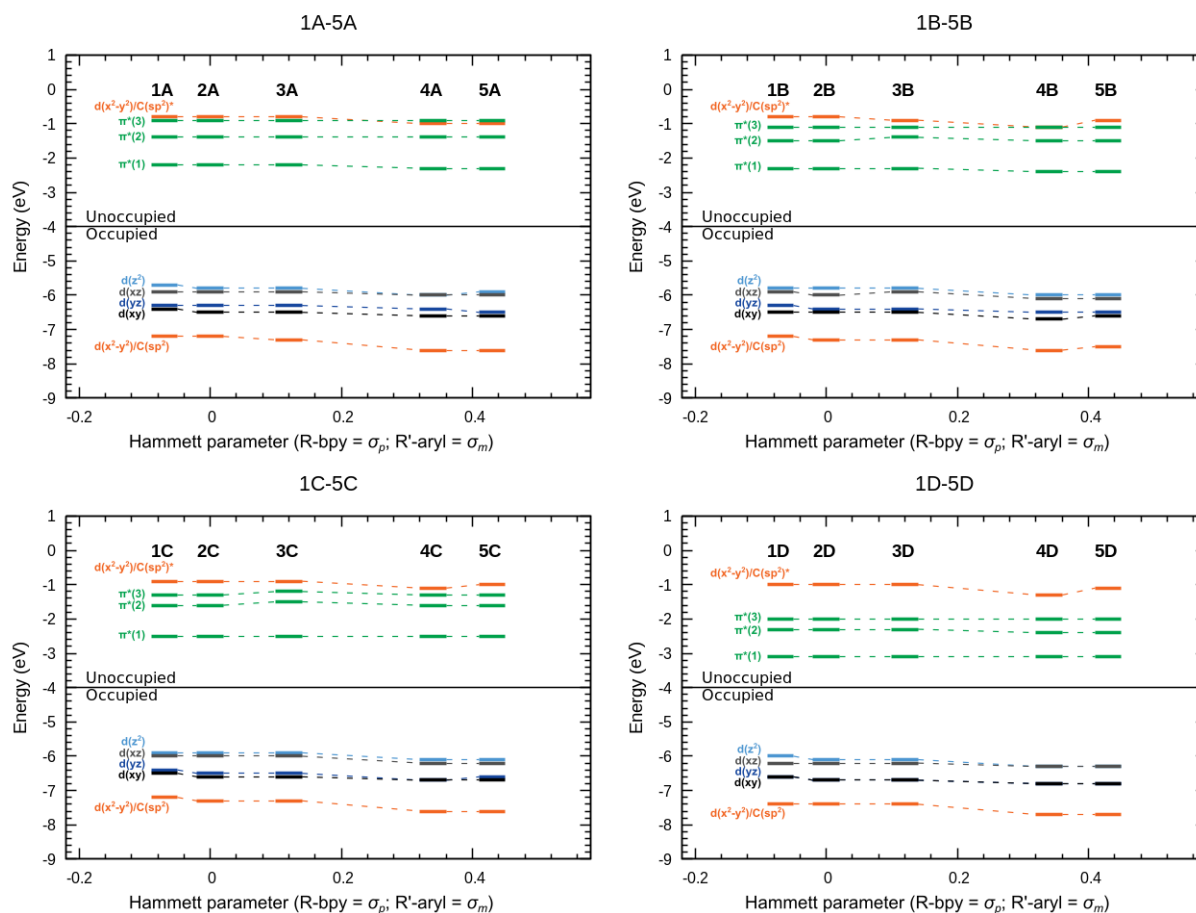 1A-5A
1
0
-1
-2
-3
-4
-5
-6
-7
-8
-9
Energy (eV)
1A 2A 3A 4A 5A
d(x²-y²)/C(sp²)*
π*(3)
π*(2)
π*(1)
Unoccupied
Occupied
d(z²)
d(xz)
d(yz)
d(xy)
d(x²-y²)/C(sp²)
-0.2 0 0.2 0.4
Hammett parameter (R-bpy = σp; R'-aryl = σm)
1B-5B
1
0
-1
-2
-3
-4
-5
-6
-7
-8
-9
Energy (eV)
1B 2B 3B 4B 5B
d(x²-y²)/C(sp²)*
π*(3)
π*(2)
π*(1)
Unoccupied
Occupied
d(z²)
d(xz)
d(yz)
d(xy)
d(x²-y²)/C(sp²)
-0.2 0 0.2 0.4
Hammett parameter (R-bpy = σp; R'-aryl = σm)
1C-5C
1
0
-1
-2
-3
-4
-5
-6
-7
-8
-9
Energy (eV)
1C 2C 3C 4C 5C
d(x²-y²)/C(sp²)*
π*(3)
π*(2)
π*(1)
Unoccupied
Occupied
d(z²)
d(xz)
d(yz)
d(xy)
d(x²-y²)/C(sp²)
-0.2 0 0.2 0.4
Hammett parameter (R-bpy = σp; R'-aryl = σm)
1D-5D
1
0
-1
-2
-3
-4
-5
-6
-7
-8
-9
Energy (eV)
1D 2D 3D 4D 5D
d(x²-y²)/C(sp²)*
π*(3)
π*(2)
π*(1)
Unoccupied
Occupied
d(z²)
d(xz)
d(yz)
d(xy)
d(x²-y²)/C(sp²)
-0.2 0 0.2 0.4
Hammett parameter (R-bpy = σp; R'-aryl = σm)